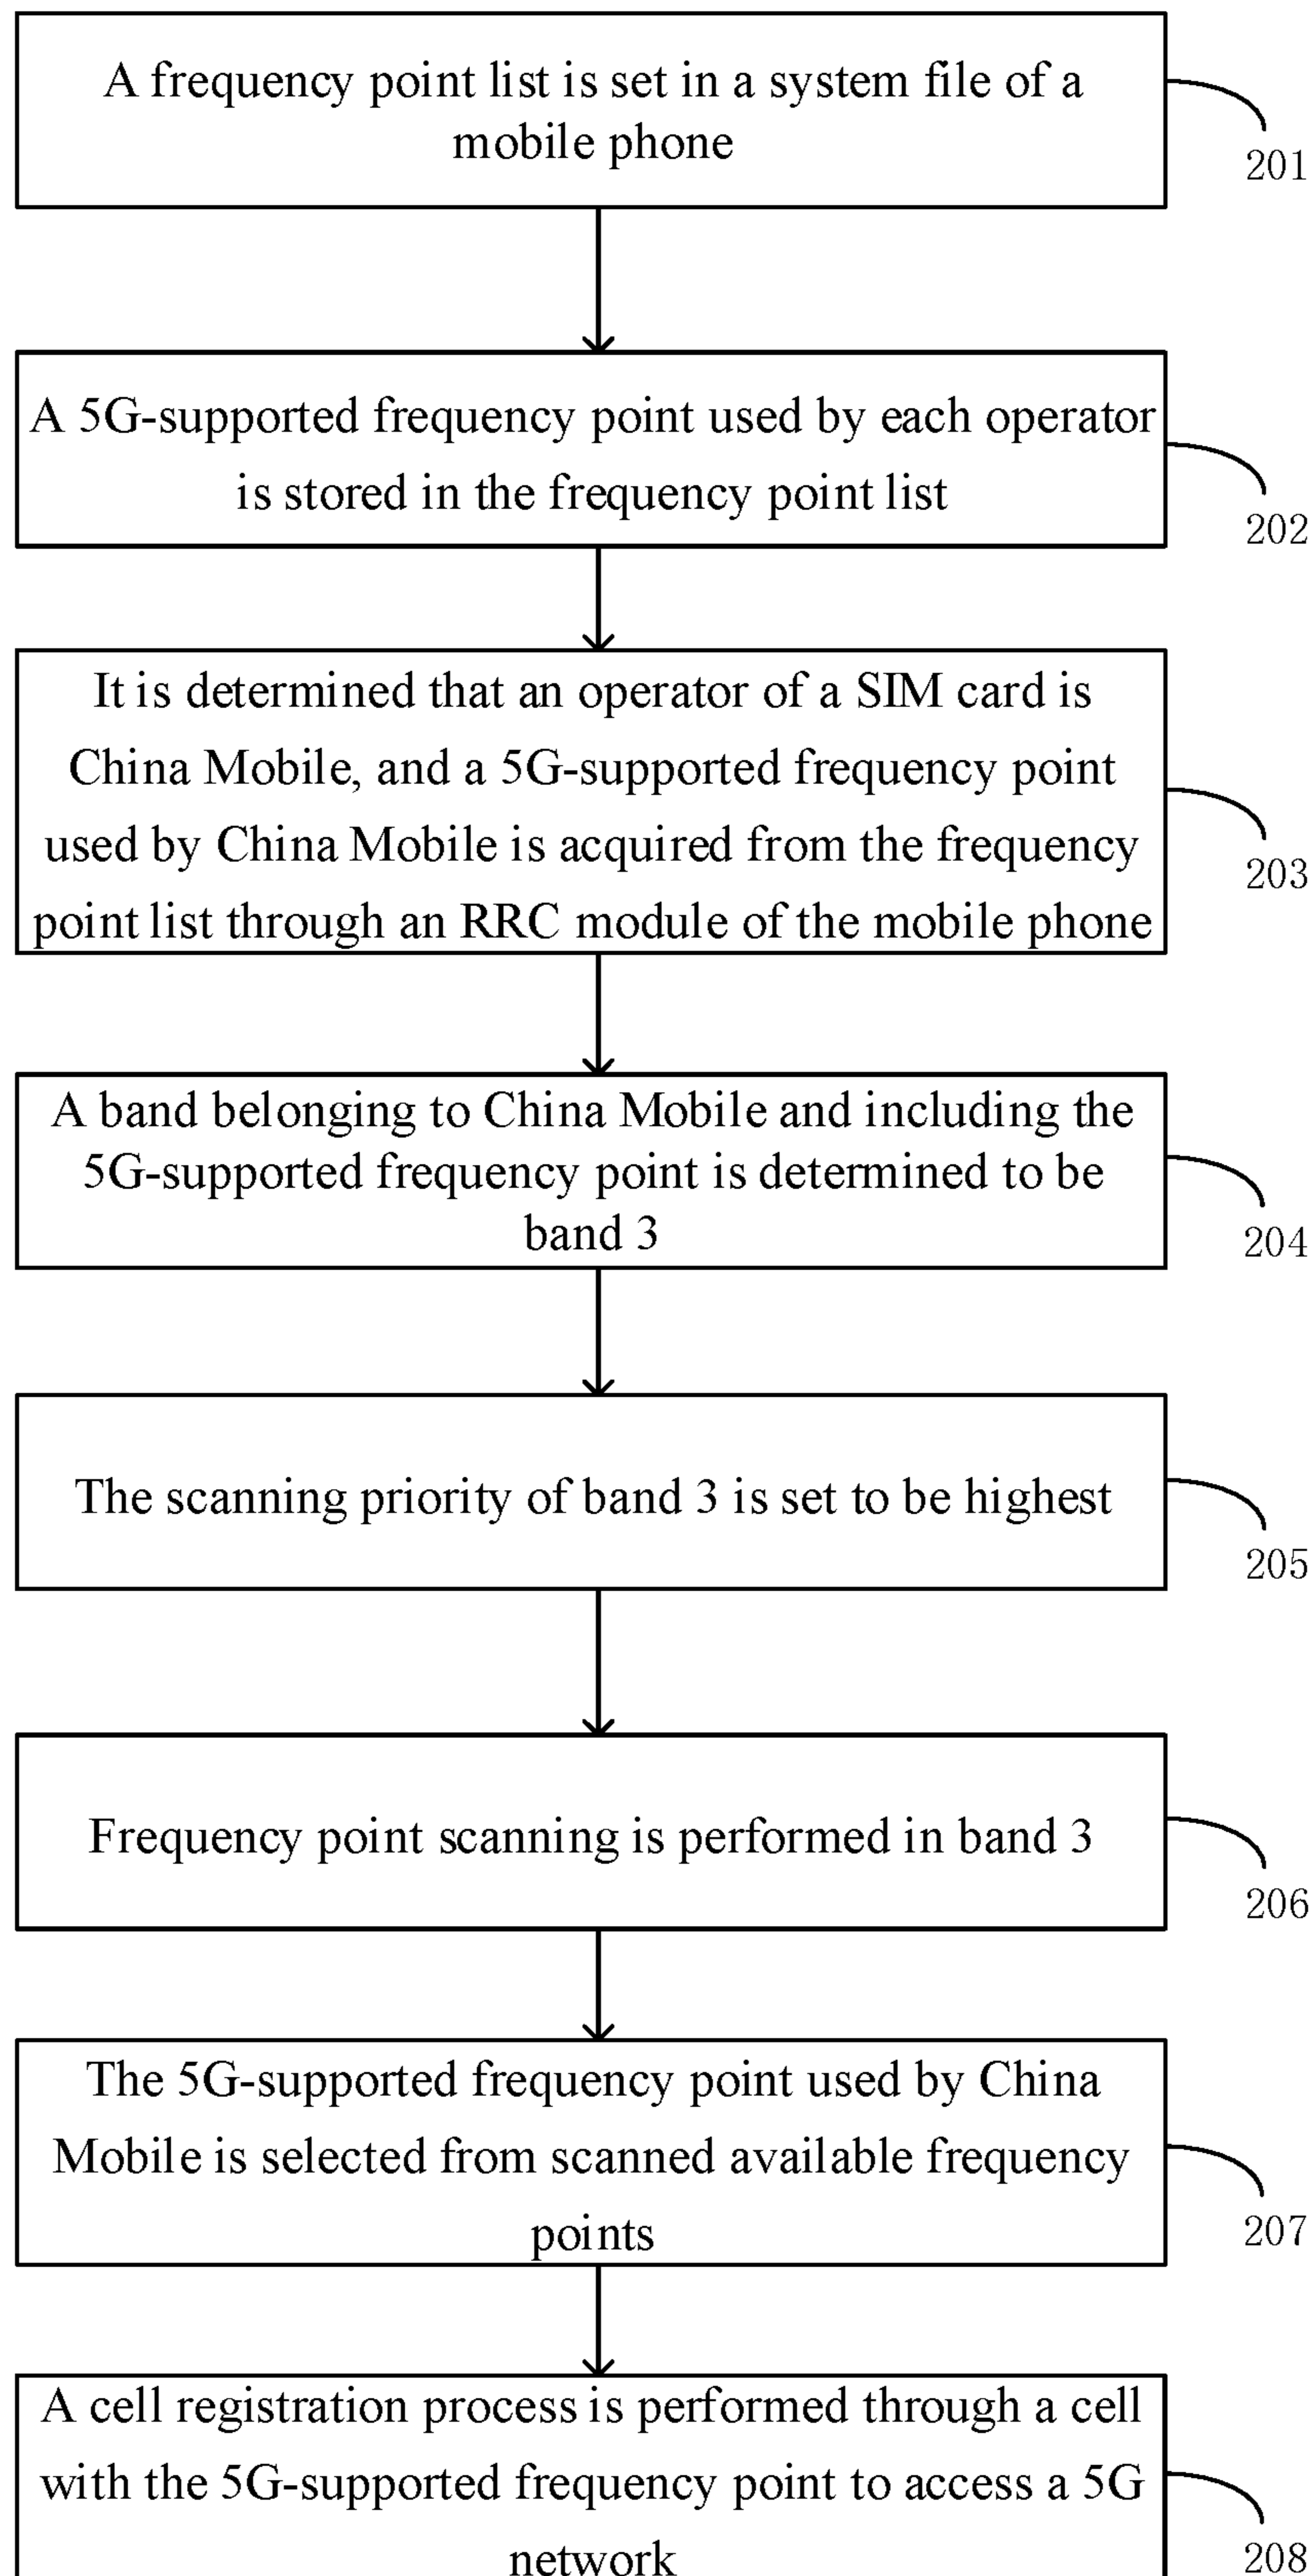 A frequency point list is set in a system file of a
mobile phone
201
A 5G-supported frequency point used by each operator
is stored in the frequency point list
202
It is determined that an operator of a SIM card is
China Mobile, and a 5G-supported frequency point
used by China Mobile is acquired from the frequency
point list through an RRC module of the mobile phone
203
A band belonging to China Mobile and including the
5G-supported frequency point is determined to be
band 3
204
The scanning priority of band 3 is set to be highest
205
Frequency point scanning is performed in band 3
206
The 5G-supported frequency point used by China
Mobile is selected from scanned available frequency
points
207
A cell registration process is performed through a cell
with the 5G-supported frequency point to access a 5G
network
208